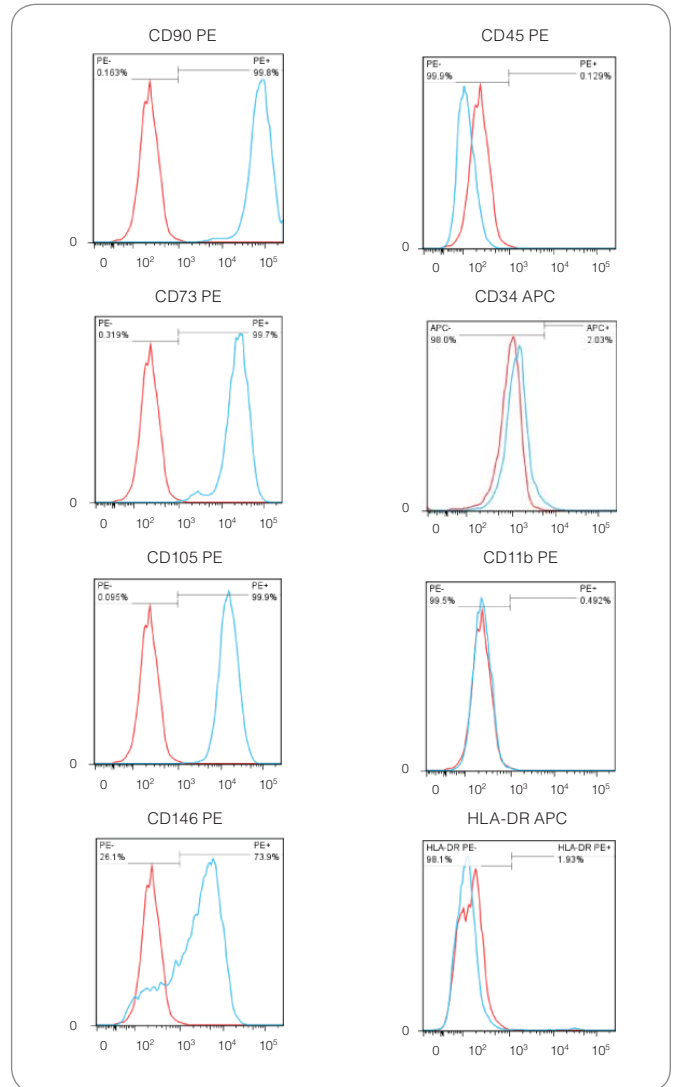 CD90 PE
PE-
0.163%
PE+
99.8%
0
0 10² 10³ 10⁴ 10⁵
CD45 PE
PE-
99.9%
PE+
0.129%
0
0 10² 10³ 10⁴ 10⁵
CD73 PE
PE-
0.319%
PE+
99.7%
0
0 10² 10³ 10⁴ 10⁵
CD34 APC
APC-
98.0%
APC+
2.03%
0
0 10² 10³ 10⁴ 10⁵
CD105 PE
PE-
0.095%
PE+
99.9%
0
0 10² 10³ 10⁴ 10⁵
CD11b PE
PE-
99.5%
PE+
0.492%
0
0 10² 10³ 10⁴ 10⁵
CD146 PE
PE-
26.1%
PE+
73.9%
0
0 10² 10³ 10⁴ 10⁵
HLA-DR APC
HLA-DR PE-
98.1%
HLA-DR PE+
1.93%
0
0 10² 10³ 10⁴ 10⁵